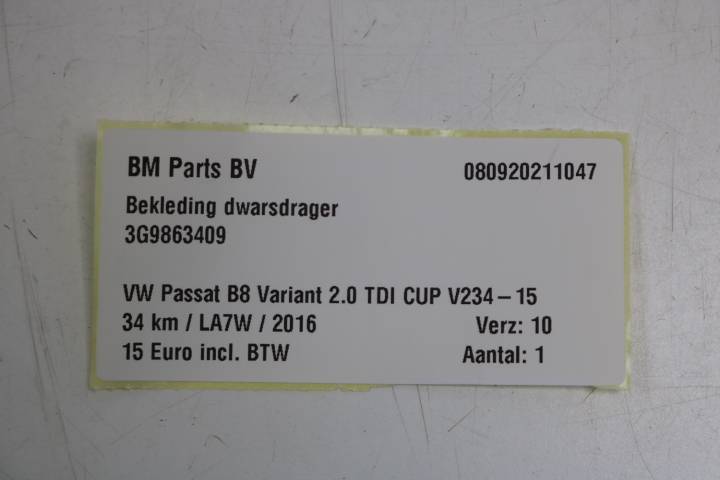 BM Parts BV 080920211047
Bekleding dwarsdrager
3G9863409
VW Passat B8 Variant 2.0 TDI CUP V234 – 15
34 km / LA7W / 2016 Verz: 10
15 Euro incl. BTW Aantal: 1